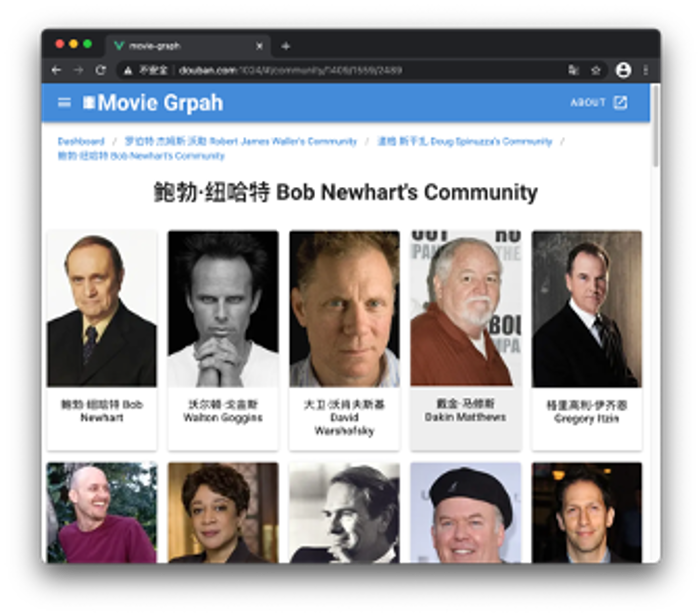 movie-graph
不安全 douban.com:1024/#/community/1409/1559/2489
Movie Grpah
ABOUT
Dashboard / 罗伯特·杰姆斯·沃勒 Robert James Waller's Community / 道格·斯平扎 Doug Spinuzza's Community /
鲍勃·纽哈特 Bob Newhart's Community
鲍勃·纽哈特 Bob Newhart's Community
鲍勃·纽哈特 Bob
Newhart
沃尔顿·戈金斯
Walton Goggins
大卫·沃肖夫斯基
David
Warshofsky
戴金·马修斯
Dakin Matthews
格里高利·伊齐恩
Gregory Itzin